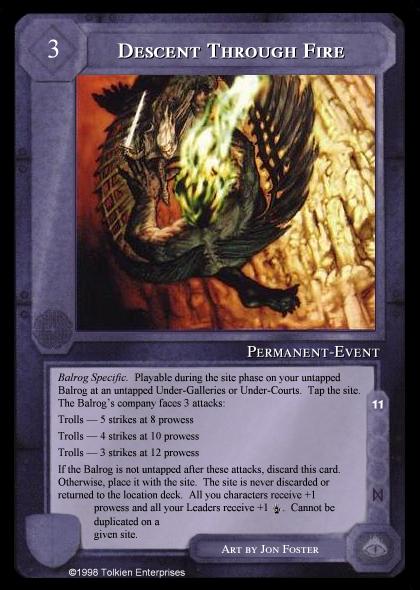 3
DESCENT THROUGH FIRE
PERMANENT-EVENT
Balrog Specific. Playable during the site phase on your untapped
Balrog at an untapped Under-Galleries or Under-Courts. Tap the site.
The Balrog's company faces 3 attacks:
Trolls — 5 strikes at 8 prowess
Trolls — 4 strikes at 10 prowess
Trolls — 3 strikes at 12 prowess
If the Balrog is not untapped after these attacks, discard this card.
Otherwise, place it with the site. The site is never discarded or
returned to the location deck. All you characters receive +1
prowess and all your Leaders receive +1 . Cannot be
duplicated on a
given site.
11
ART BY JON FOSTER
©1998 Tolkien Enterprises